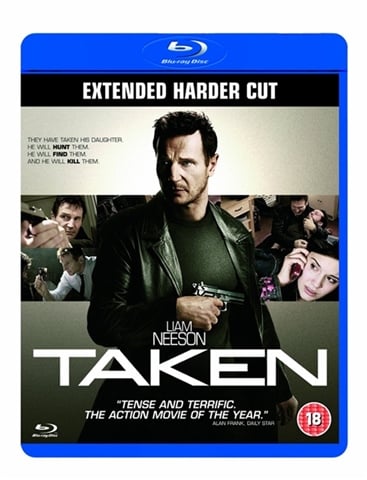 Blu-ray Disc
EXTENDED HARDER CUT
THEY HAVE TAKEN HIS DAUGHTER.
HE WILL HUNT THEM.
HE WILL FIND THEM.
AND HE WILL KILL THEM.
LIAM
NEESON
TAKEN
"TENSE AND TERRIFIC.
THE ACTION MOVIE OF THE YEAR."
ALAN FRANK, DAILY STAR
Blu-ray Disc
18